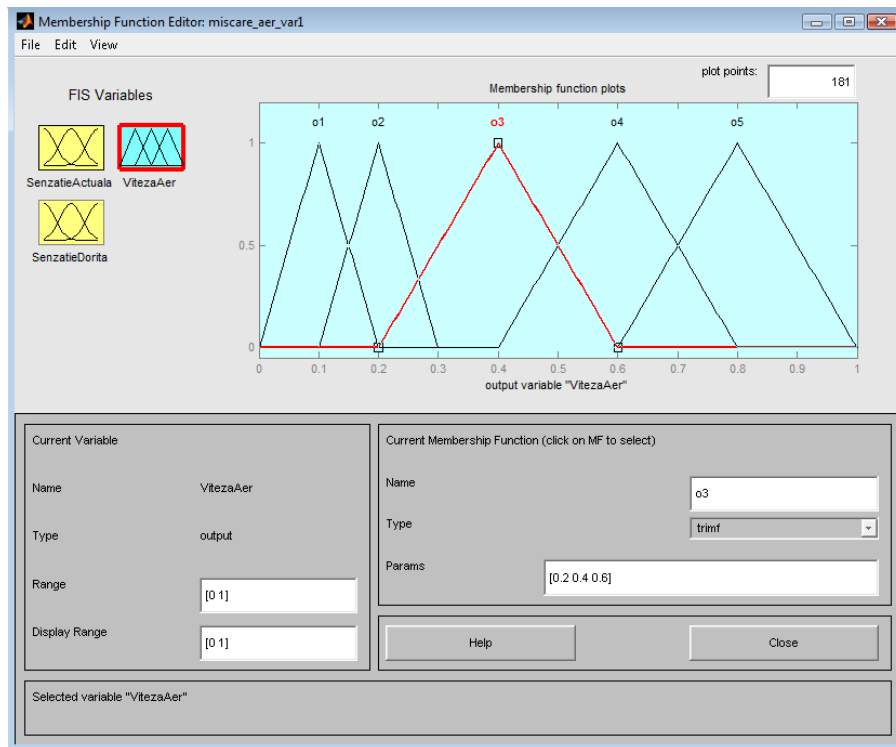 Membership Function Editor: miscare_aer_var1
File Edit View
FIS Variables
SenzatieActuala
VitezaAer
SenzatieDorita
plot points:
181
Membership function plots
o1 o2 o3 o4 o5
1
0.5
0
0 0.1 0.2 0.3 0.4 0.5 0.6 0.7 0.8 0.9 1
output variable "VitezaAer"
Current Variable
Name VitezaAer
Type output
Range [0 1]
Display Range [0 1]
Current Membership Function (click on MF to select)
Name o3
Type trimf
Params [0.2 0.4 0.6]
Help Close
Selected variable "VitezaAer"